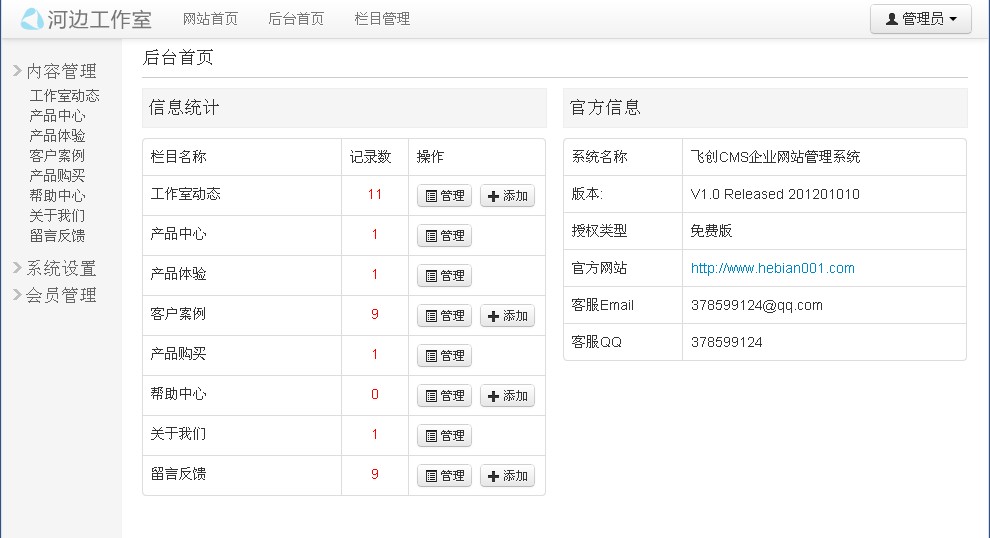 河边工作室 网站首页 后台首页 栏目管理 管理员
内容管理
工作室动态
产品中心
产品体验
客户案例
产品购买
帮助中心
关于我们
留言反馈
系统设置
会员管理
后台首页
信息统计
栏目名称 记录数 操作
工作室动态 11 管理 添加
产品中心 1 管理
产品体验 1 管理
客户案例 9 管理 添加
产品购买 1 管理
帮助中心 0 管理 添加
关于我们 1 管理
留言反馈 9 管理 添加
官方信息
系统名称 飞创CMS企业网站管理系统
版本: V1.0 Released 201201010
授权类型 免费版
官方网站 http://www.hebian001.com
客服Email 378599124@qq.com
客服QQ 378599124